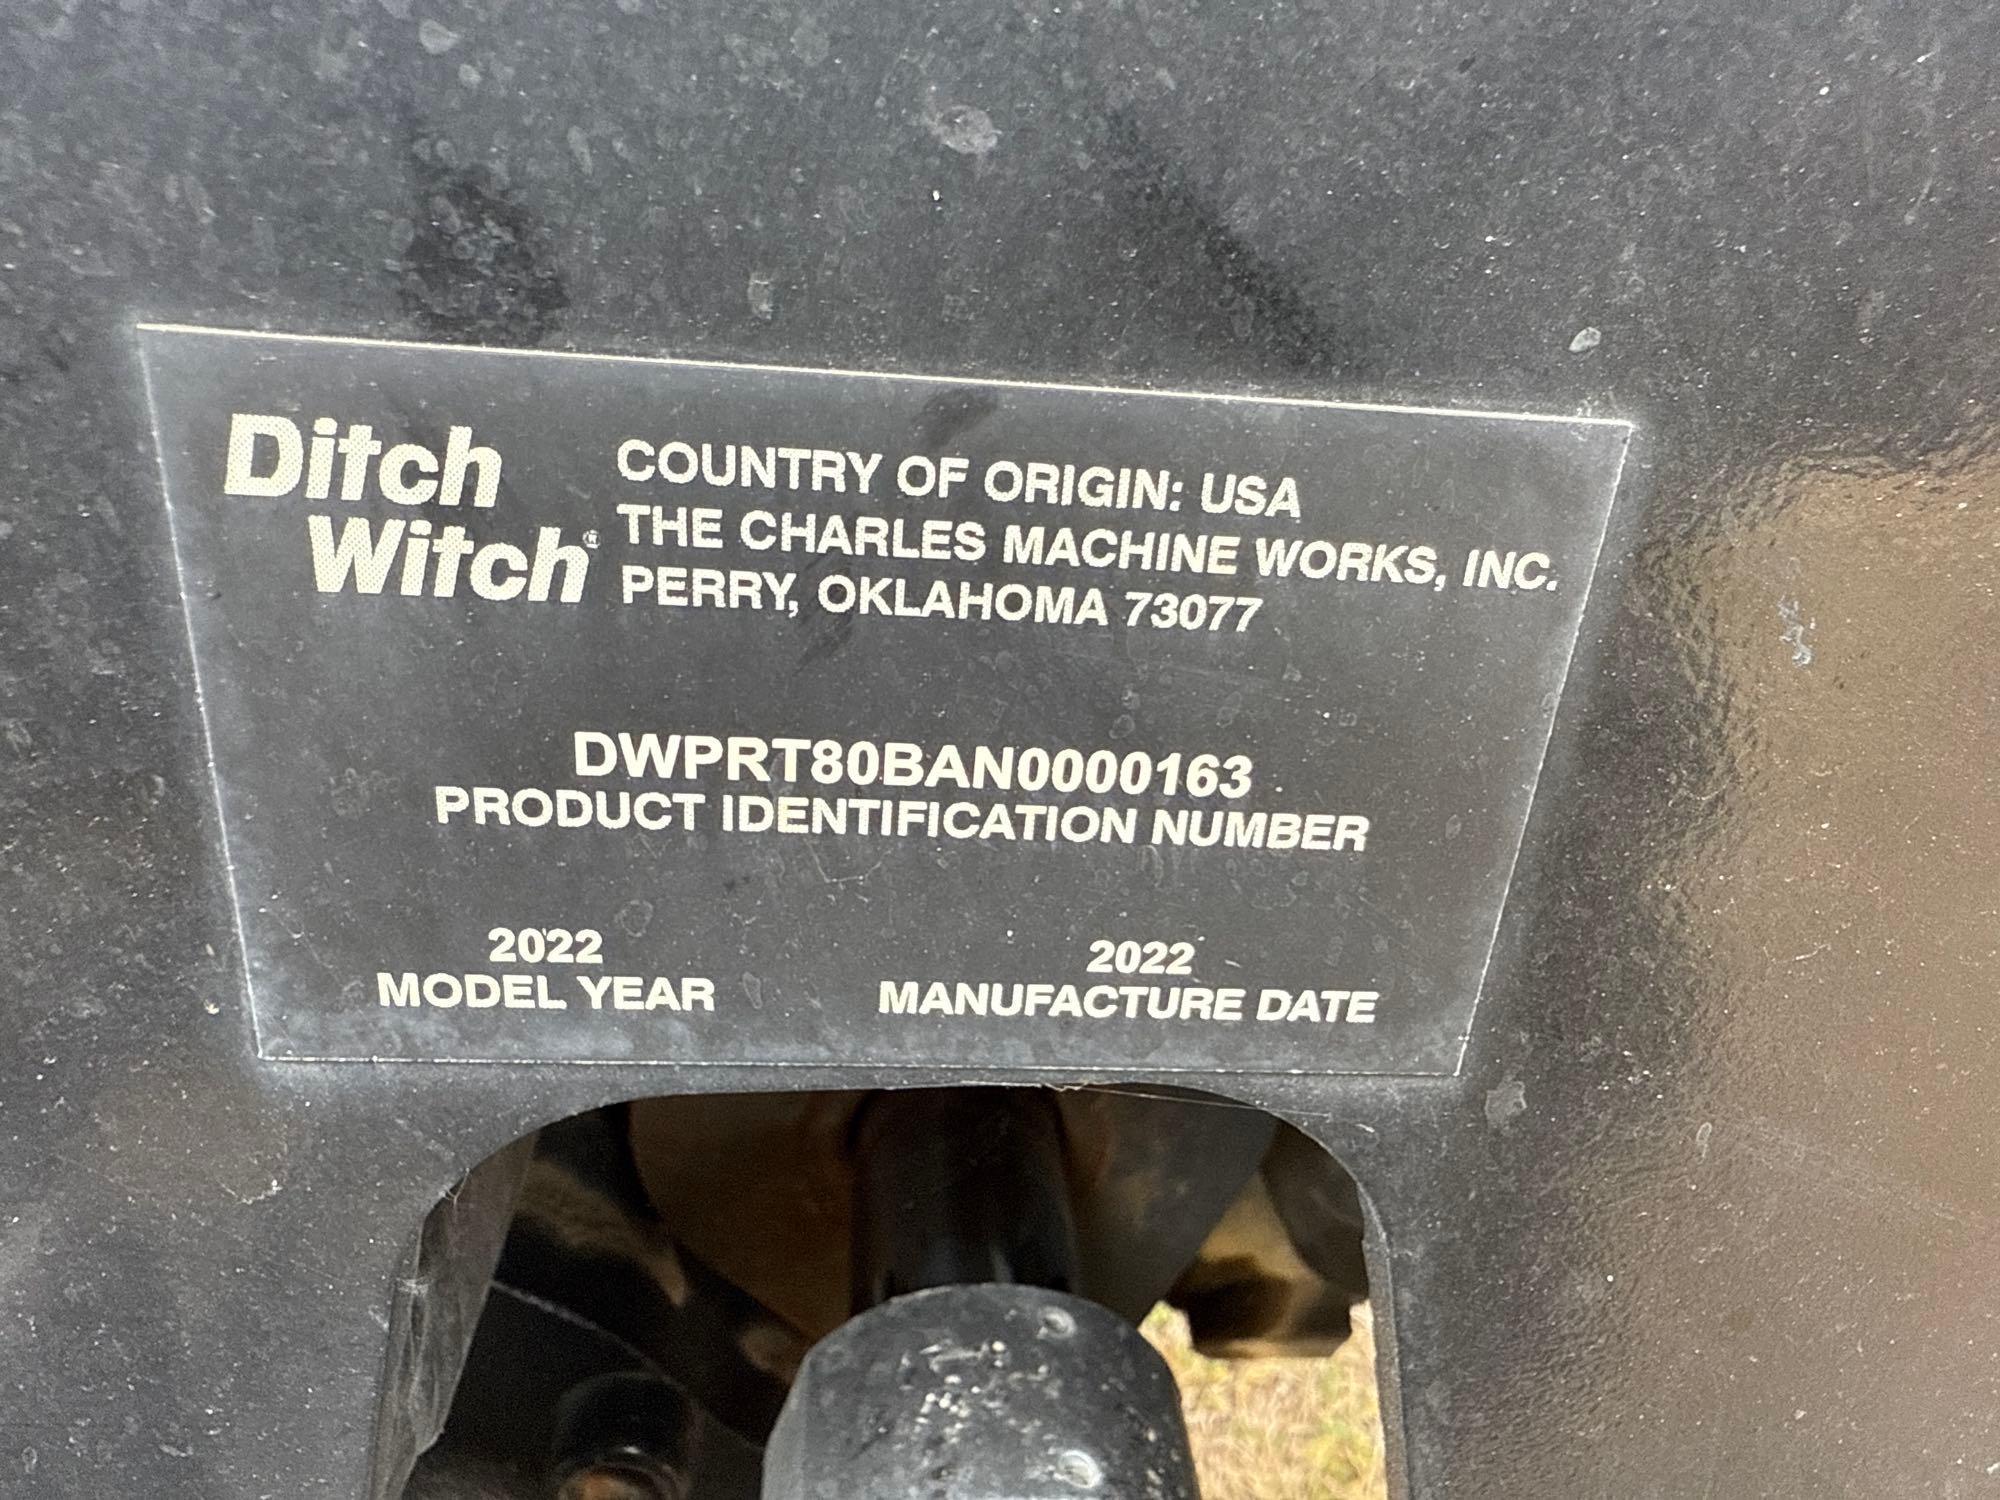 Ditch
Witch®
COUNTRY OF ORIGIN: USA
THE CHARLES MACHINE WORKS, INC.
PERRY, OKLAHOMA 73077
DWPRT80BAN0000163
PRODUCT IDENTIFICATION NUMBER
2022
MODEL YEAR
2022
MANUFACTURE DATE